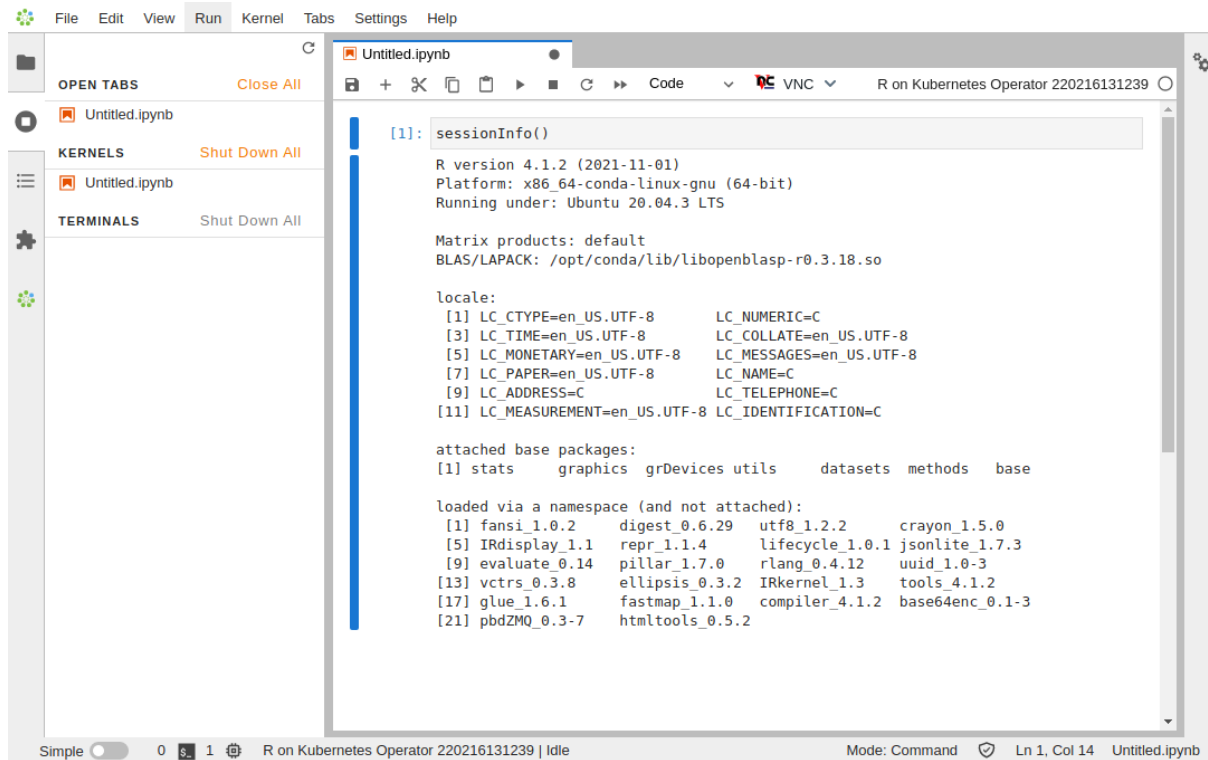 File Edit View Run Kernel Tabs Settings Help
OPEN TABS Close All
Untitled.ipynb
KERNELS Shut Down All
Untitled.ipynb
TERMINALS Shut Down All
Untitled.ipynb
Code VNC R on Kubernetes Operator 220216131239
[1]: sessionInfo()
R version 4.1.2 (2021-11-01)
Platform: x86_64-conda-linux-gnu (64-bit)
Running under: Ubuntu 20.04.3 LTS
Matrix products: default
BLAS/LAPACK: /opt/conda/lib/libopenblasp-r0.3.18.so
locale:
[1] LC_CTYPE=en_US.UTF-8 LC_NUMERIC=C
[3] LC_TIME=en_US.UTF-8 LC_COLLATE=en_US.UTF-8
[5] LC_MONETARY=en_US.UTF-8 LC_MESSAGES=en_US.UTF-8
[7] LC_PAPER=en_US.UTF-8 LC_NAME=C
[9] LC_ADDRESS=C LC_TELEPHONE=C
[11] LC_MEASUREMENT=en_US.UTF-8 LC_IDENTIFICATION=C
attached base packages:
[1] stats graphics grDevices utils datasets methods base
loaded via a namespace (and not attached):
[1] fansi_1.0.2 digest_0.6.29 utf8_1.2.2 crayon_1.5.0
[5] IRdisplay_1.1 repr_1.1.4 lifecycle_1.0.1 jsonlite_1.7.3
[9] evaluate_0.14 pillar_1.7.0 rlang_0.4.12 uuid_1.0-3
[13] vctrs_0.3.8 ellipsis_0.3.2 IRkernel_1.3 tools_4.1.2
[17] glue_1.6.1 fastmap_1.1.0 compiler_4.1.2 base64enc_0.1-3
[21] pbdZMQ_0.3-7 htmltools_0.5.2
Simple 0 1 R on Kubernetes Operator 220216131239 | Idle Mode: Command Ln 1, Col 14 Untitled.ipynb